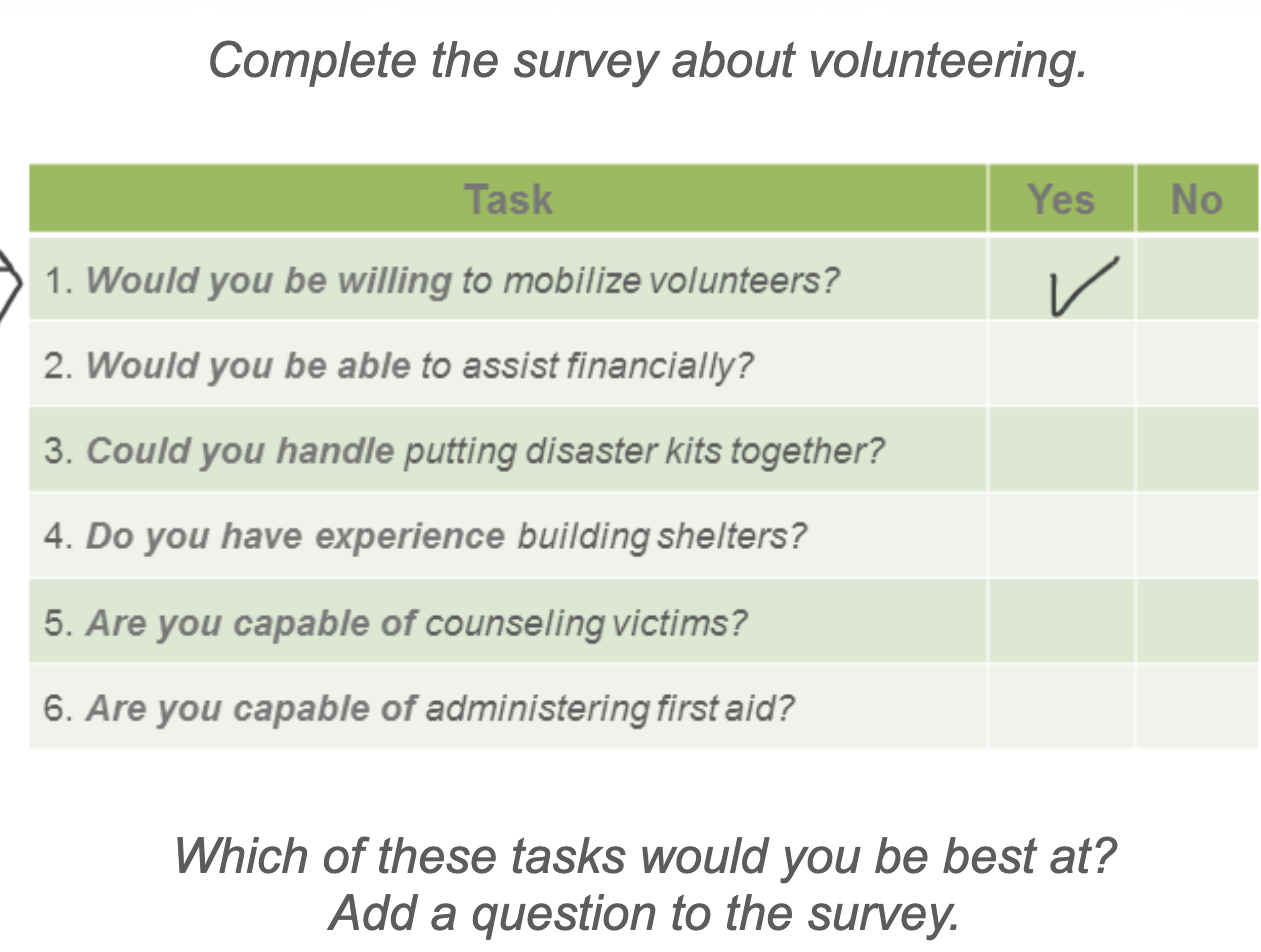 Complete the survey about volunteering.
Task Yes No
1. Would you be willing to mobilize volunteers?
2. Would you be able to assist financially?
3. Could you handle putting disaster kits together?
4. Do you have experience building shelters?
5. Are you capable of counseling victims?
6. Are you capable of administering first aid?
Which of these tasks would you be best at?
Add a question to the survey.